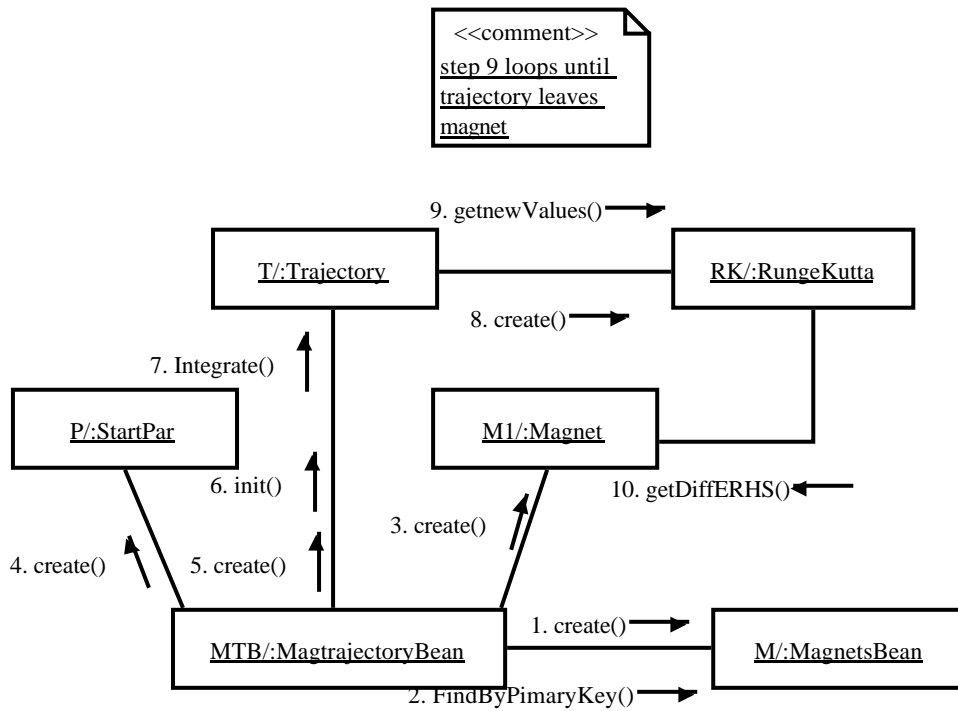 <<comment>>
step 9 loops until
trajectory leaves
magnet
9. getnewValues()
T/:Trajectory
RK/:RungeKutta
8. create()
7. Integrate()
P/:StartPar
M1/:Magnet
6. init()
10. getDiffERHS()
3. create()
4. create()
5. create()
1. create()
MTB/:MagtrajectoryBean
M/:MagnetsBean
2. FindByPimaryKey()